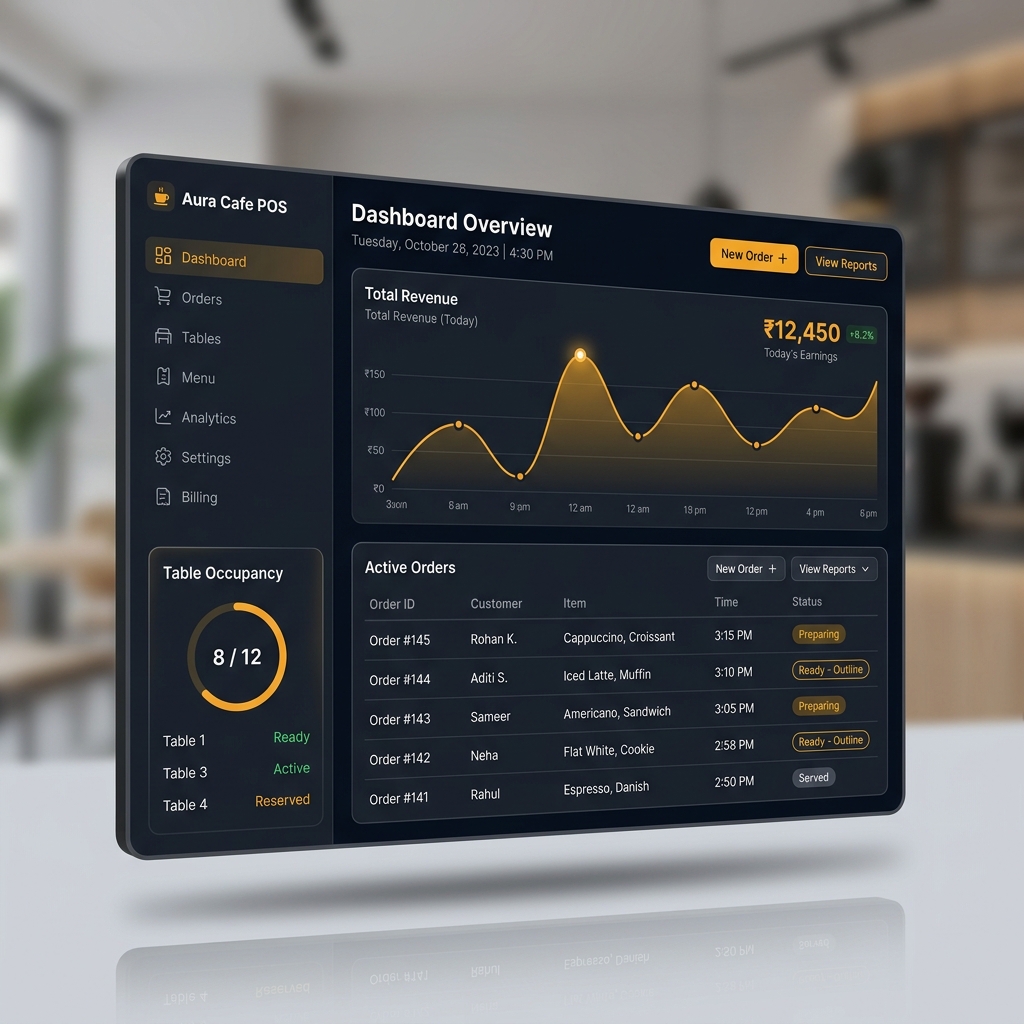 Aura Cafe POS
Dashboard
Orders
Tables
Menu
Analytics
Settings
Billing
Table Occupancy
8 / 12
Table 1 Ready
Table 3 Active
Table 4 Reserved
Dashboard Overview
Tuesday, October 28, 2023 | 4:30 PM
New Order +
View Reports
Total Revenue
Total Revenue (Today)
₹12,450 +8.2%
Today's Earnings
₹150
₹100
₹50
₹0
8 am 9 pm 12 am 12 am 18 pm 12 pm 4 pm 6 pm
Active Orders
New Order +
View Reports
Order ID Customer Item Time Status
Order #145 Rohan K. Cappuccino, Croissant 3:15 PM Preparing
Order #144 Aditi S. Iced Latte, Muffin 3:10 PM Ready - Outline
Order #143 Sameer Americano, Sandwich 3:05 PM Preparing
Order #142 Neha Flat White, Cookie 2:58 PM Ready - Outline
Order #141 Rahul Espresso, Danish 2:50 PM Served